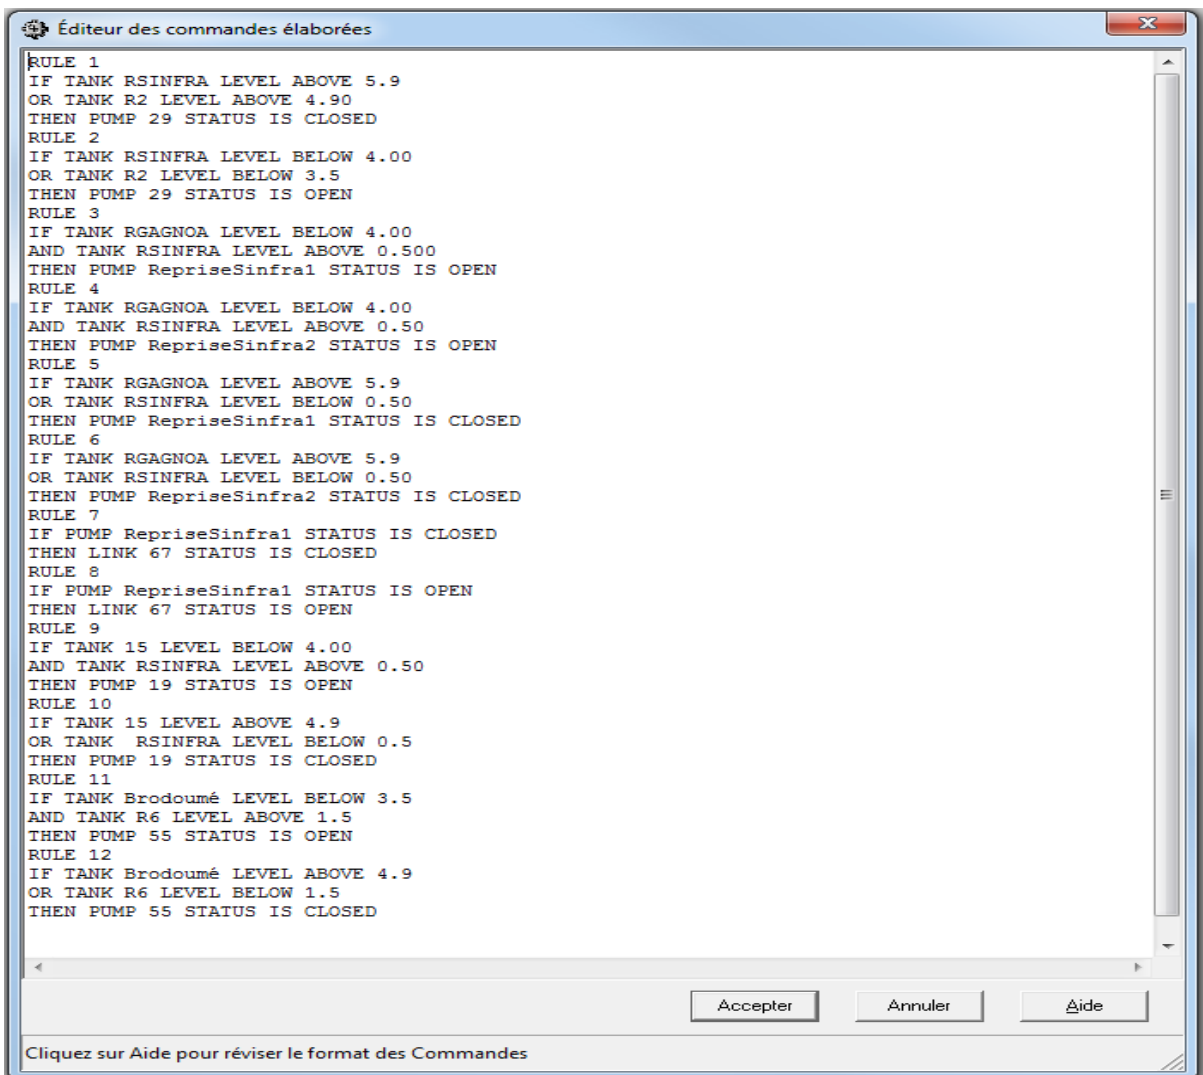 Éditeur des commandes élaborées
RULE 1
IF TANK RSINFRA LEVEL ABOVE 5.9
OR TANK R2 LEVEL ABOVE 4.90
THEN PUMP 29 STATUS IS CLOSED
RULE 2
IF TANK RSINFRA LEVEL BELOW 4.00
OR TANK R2 LEVEL BELOW 3.5
THEN PUMP 29 STATUS IS OPEN
RULE 3
IF TANK RGAGNOA LEVEL BELOW 4.00
AND TANK RSINFRA LEVEL ABOVE 0.500
THEN PUMP RepriseSinfra1 STATUS IS OPEN
RULE 4
IF TANK RGAGNOA LEVEL BELOW 4.00
AND TANK RSINFRA LEVEL ABOVE 0.50
THEN PUMP RepriseSinfra2 STATUS IS OPEN
RULE 5
IF TANK RGAGNOA LEVEL ABOVE 5.9
OR TANK RSINFRA LEVEL BELOW 0.50
THEN PUMP RepriseSinfra1 STATUS IS CLOSED
RULE 6
IF TANK RGAGNOA LEVEL ABOVE 5.9
OR TANK RSINFRA LEVEL BELOW 0.50
THEN PUMP RepriseSinfra2 STATUS IS CLOSED
RULE 7
IF PUMP RepriseSinfra1 STATUS IS CLOSED
THEN LINK 67 STATUS IS CLOSED
RULE 8
IF PUMP RepriseSinfra1 STATUS IS OPEN
THEN LINK 67 STATUS IS OPEN
RULE 9
IF TANK 15 LEVEL BELOW 4.00
AND TANK RSINFRA LEVEL ABOVE 0.50
THEN PUMP 19 STATUS IS OPEN
RULE 10
IF TANK 15 LEVEL ABOVE 4.9
OR TANK  RSINFRA LEVEL BELOW 0.5
THEN PUMP 19 STATUS IS CLOSED
RULE 11
IF TANK Brodoumé LEVEL BELOW 3.5
AND TANK R6 LEVEL ABOVE 1.5
THEN PUMP 55 STATUS IS OPEN
RULE 12
IF TANK Brodoumé LEVEL ABOVE 4.9
OR TANK R6 LEVEL BELOW 1.5
THEN PUMP 55 STATUS IS CLOSED
Accepter Annuler Aide
Cliquez sur Aide pour réviser le format des Commandes